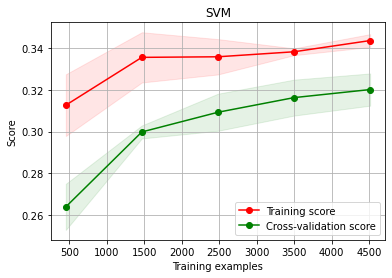 SVM
Score
0.34
0.32
0.30
0.28
0.26
Training score
Cross-validation score
500 1000 1500 2000 2500 3000 3500 4000 4500
Training examples